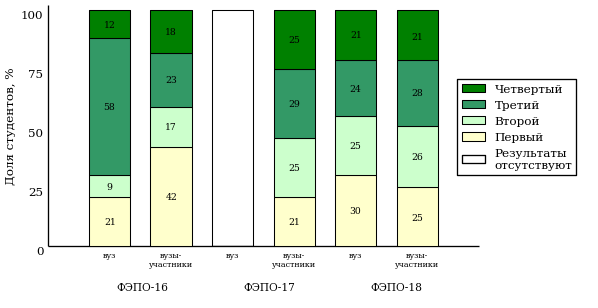 100
75
50
25
0
Доля студентов, %
12
58
9
21
18
23
17
42
25
29
25
21
21
24
25
30
21
28
26
25
вуз
вузы-
участники
вуз
вузы-
участники
вуз
вузы-
участники
ФЭПО-16
ФЭПО-17
ФЭПО-18
Четвертый
Третий
Второй
Первый
Результаты
отсутствуют